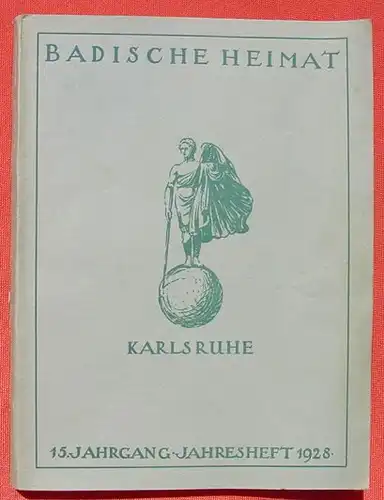 BADISCHE HEIMAT
KARLSRUHE
15. JAHRGANG · JAHRESHEFT 1928 ·